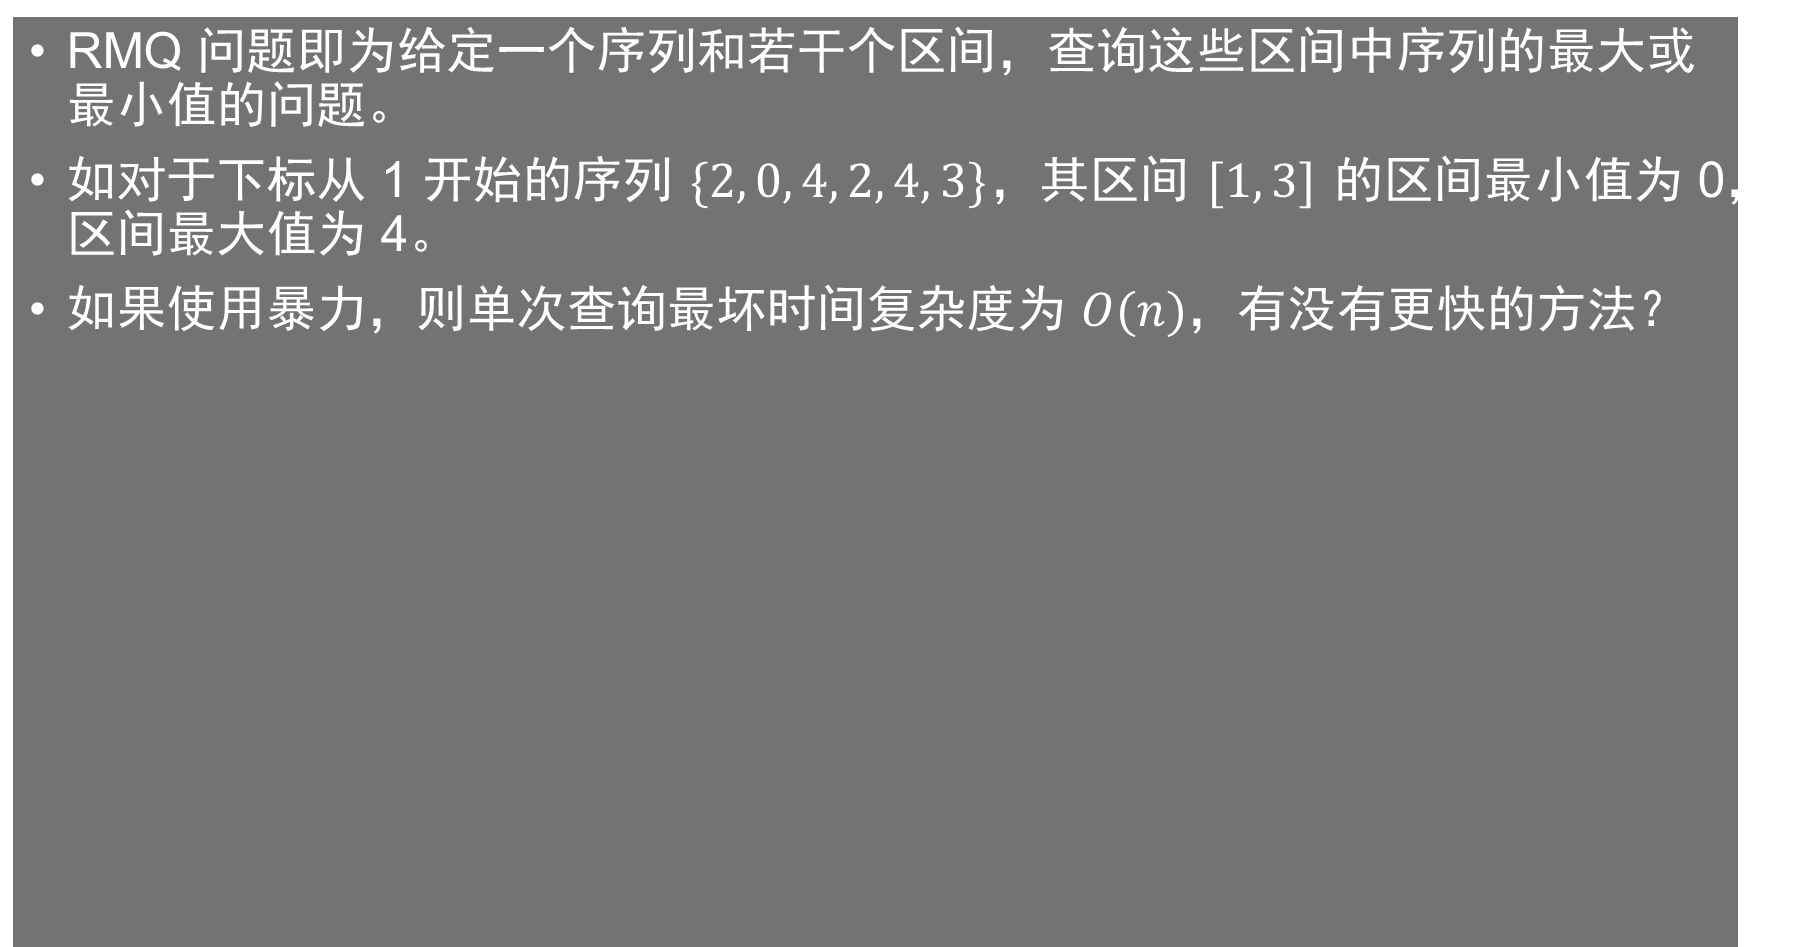 • RMQ 问题即为给定一个序列和若干个区间，查询这些区间中序列的最大或
最小值的问题。
• 如对于下标从 1 开始的序列 {2, 0, 4, 2, 4, 3}，其区间 [1, 3] 的区间最小值为 0，
区间最大值为 4。
• 如果使用暴力，则单次查询最坏时间复杂度为 O(n)，有没有更快的方法？